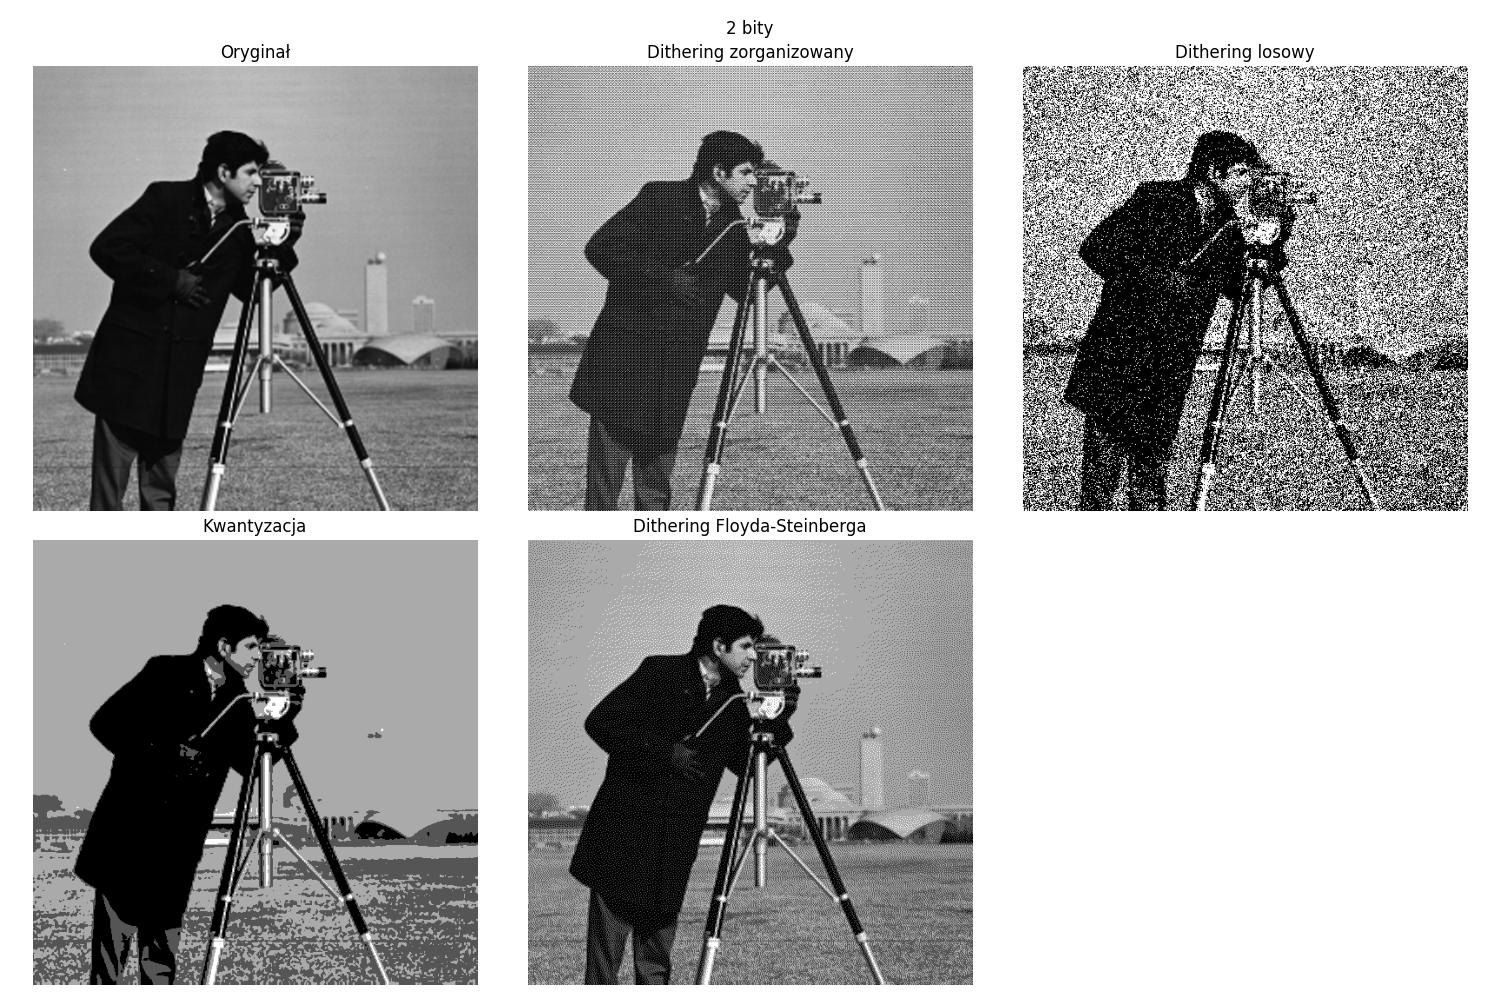 2 bity
Oryginał
Dithering zorganizowany
Dithering losowy
Kwantyzacja
Dithering Floyda-Steinberga